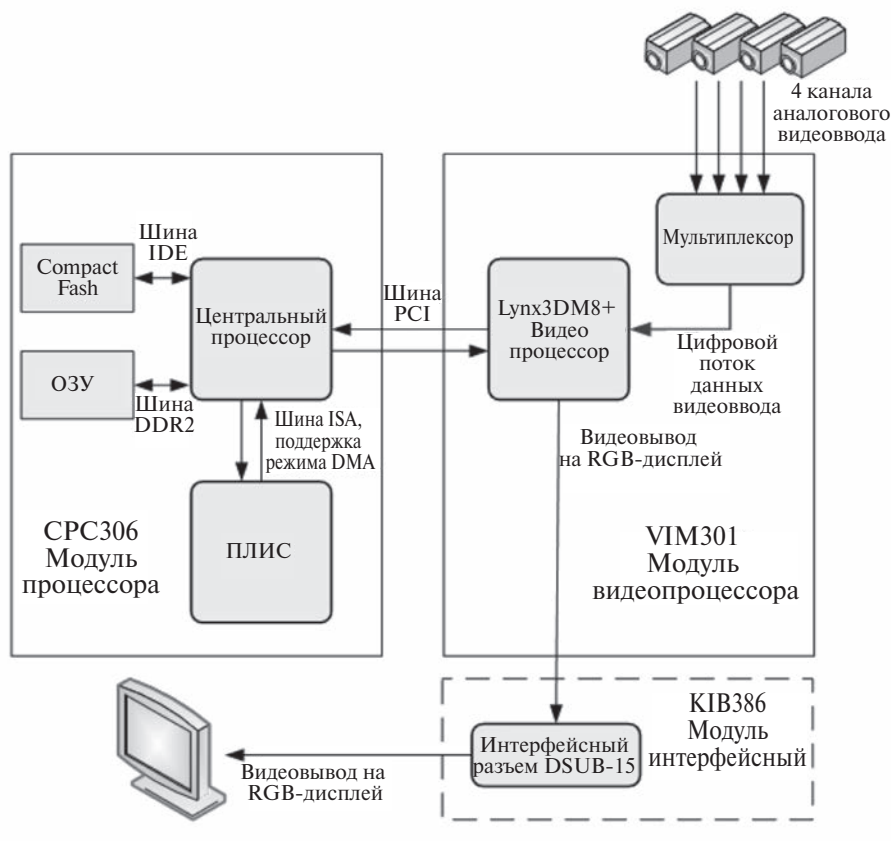 4 канала
аналогового
видеоввода
Мультиплексор
Шина
IDE
Compact
Fash
Центральный
процессор
Шина
PCI
Lynx3DM8+
Видео
процессор
Цифровой
поток
данных
видеоввода
ОЗУ
Шина
DDR2
Шина ISA,
поддержка
режима DMA
Видеовывод
на RGB-дисплей
CPC306
Модуль
процессора
ПЛИС
VIM301
Модуль
видеопроцессора
KIB386
Модуль
интерфейсный
Интерфейсный
разъем DSUB-15
Видеовывод на
RGB-дисплей